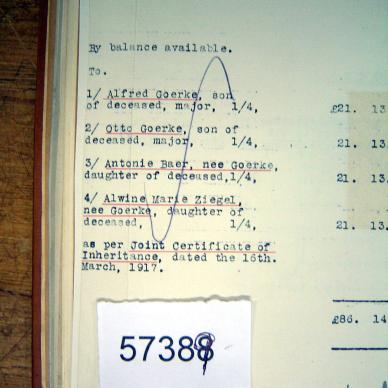 By balance available.
To.
1/ Alfred Goerke, son
of deceased, major, 1/4, £21. 13
2/ Otto Goerke, son of
deceased, major, 1/4, 21. 13.
3/ Antonie Baer, nee Goerke,
daughter of deceased,1/4, 21. 13.
4/ Alwine Marie Ziegel,
nee Goerke, daughter of
deceased, 1/4, 21. 13.
as per Joint Certificate of
Inheritance, dated the 16th.
March, 1917.
£86. 14